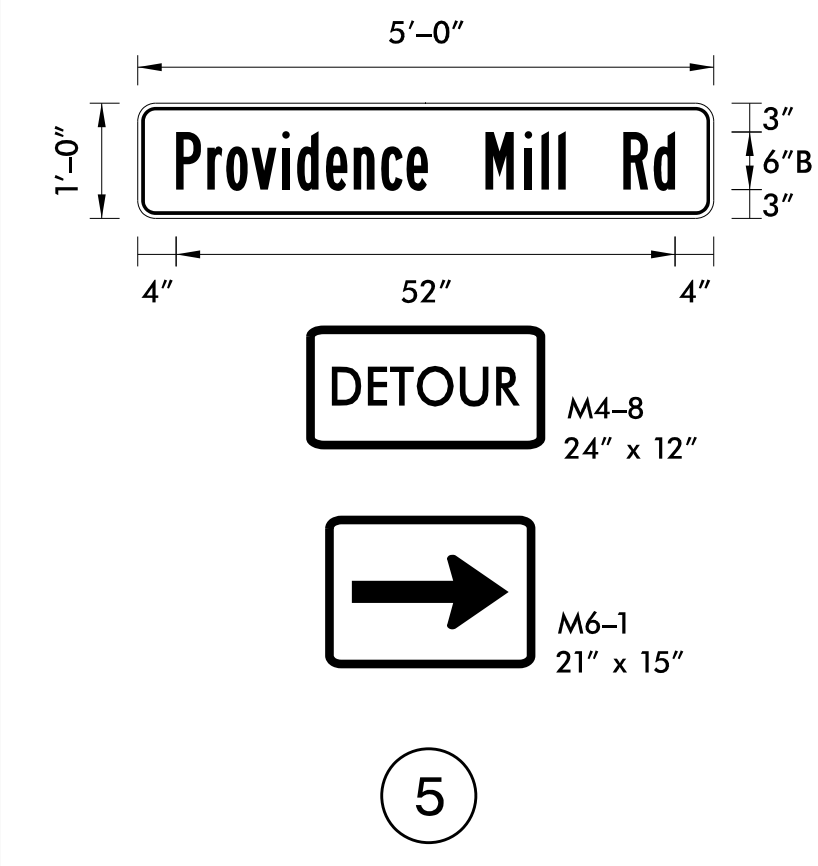 5′–0″
1′–0″
Providence Mill Rd
3″
6″B
3″
4″ 52″ 4″
DETOUR
M4–8
24″ x 12″
M6–1
21″ x 15″
5